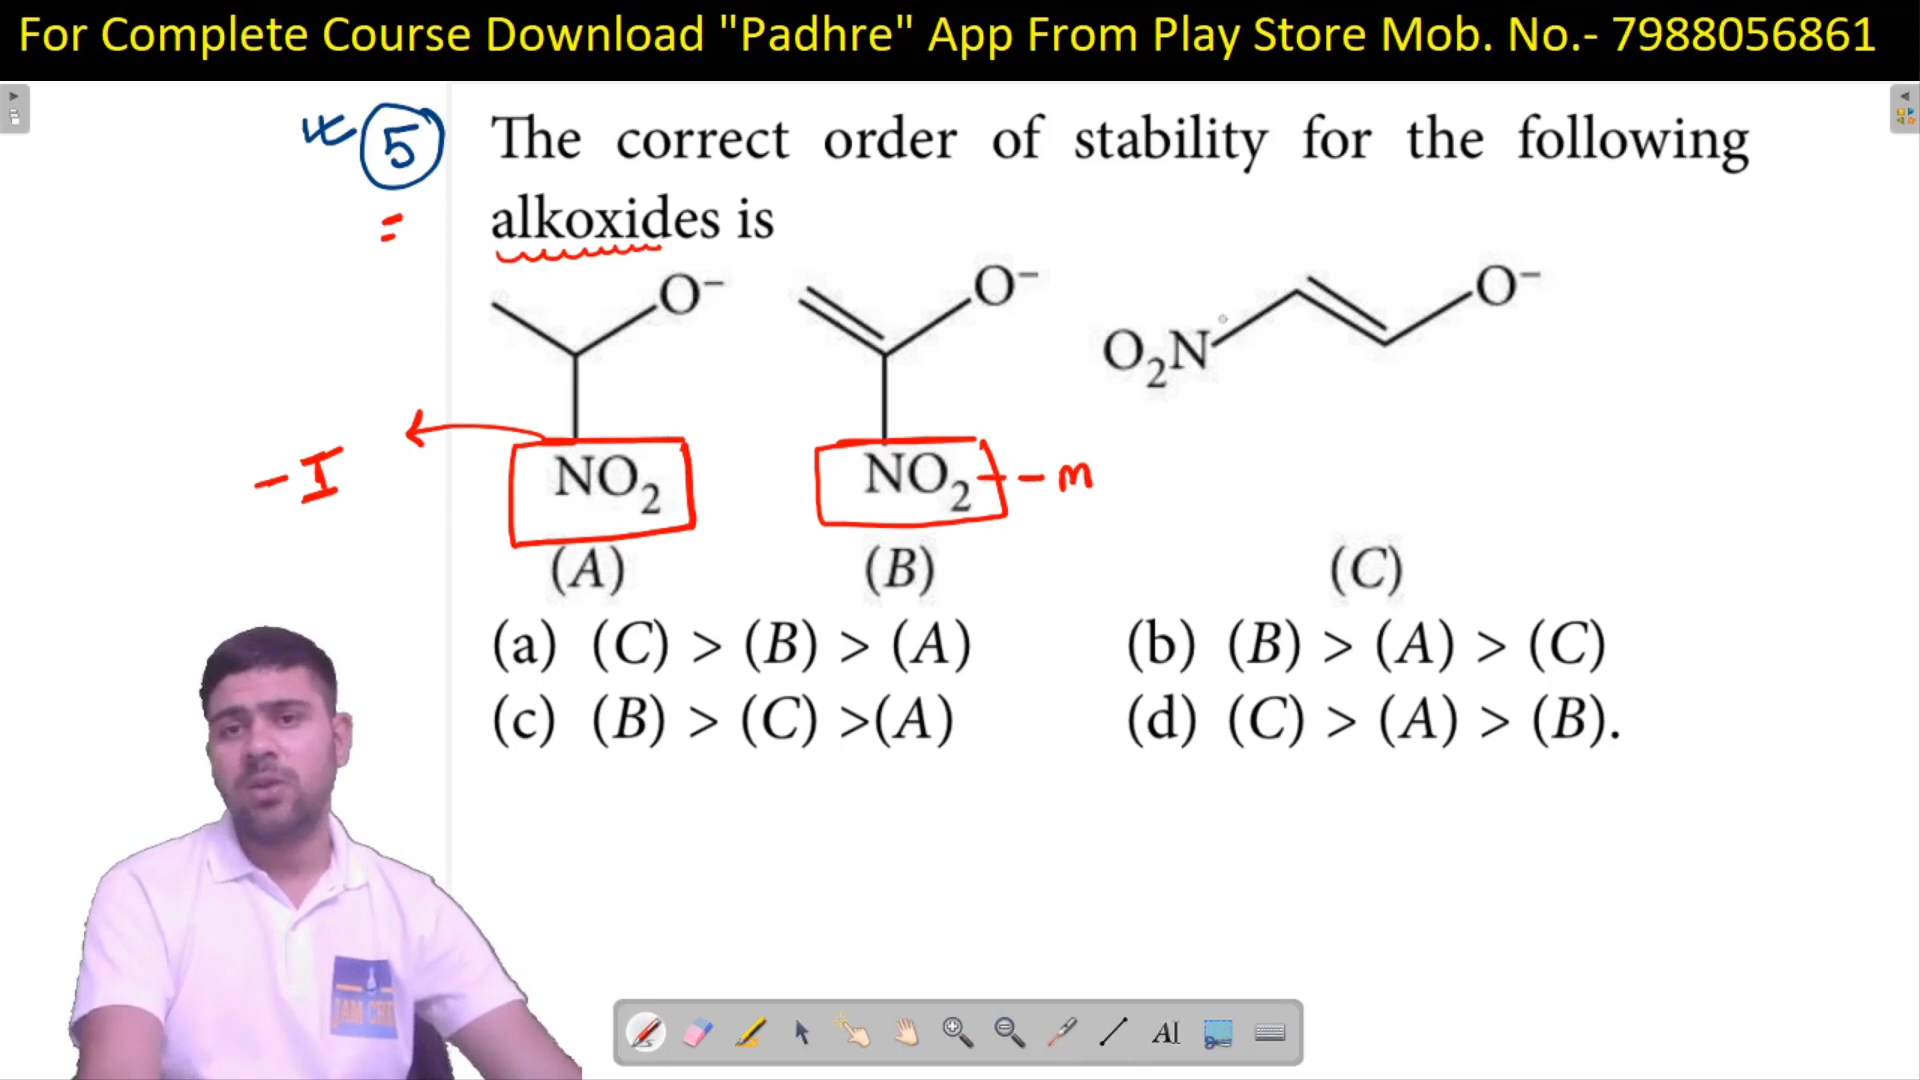 For Complete Course Download "Padhre" App From Play Store Mob. No.- 7988056861
5 The correct order of stability for the following
alkoxides is
O⁻ O⁻ O⁻
O₂N
-I NO₂ NO₂ - m
(A) (B) (C)
(a) (C) > (B) > (A) (b) (B) > (A) > (C)
(c) (B) > (C) >(A) (d) (C) > (A) > (B).
AI